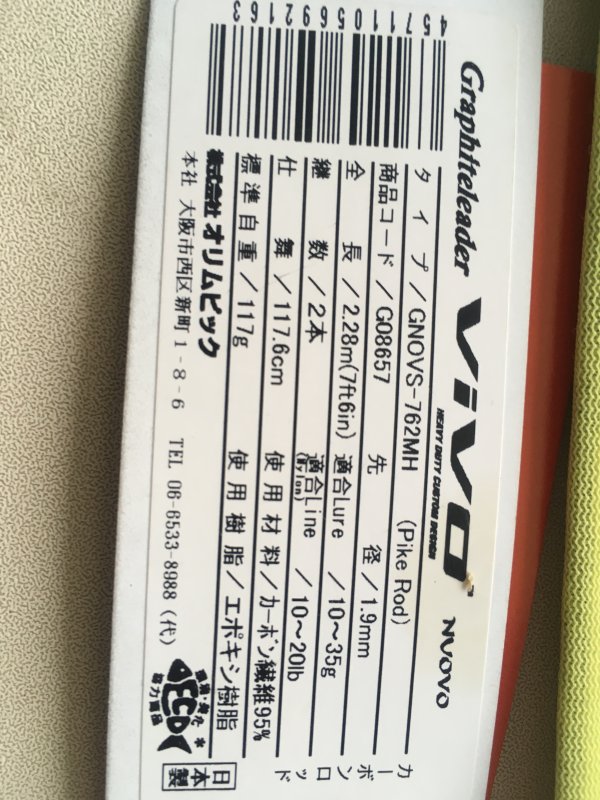 Graphiteleader VIVO NUOVO
HEAVY DUTY CUSTOM DESIGN
タイプ/GNOVS-762MH (Pike Rod)
商品コード/G08657 先径/1.9mm
全長/2.28m(7ft6in) 適合Lure/10〜35g
継数/2本 適合Line(Nylon)/10〜20lb
仕舞/117.6cm 使用材料/カーボン繊維95%
標準自重/117g 使用樹脂/エポキシ樹脂
株式会社 オリムピック
本社 大阪市西区新町1-8-6 TEL 06-6533-8988(代)
4571105692163
カーボンロッド
日本製